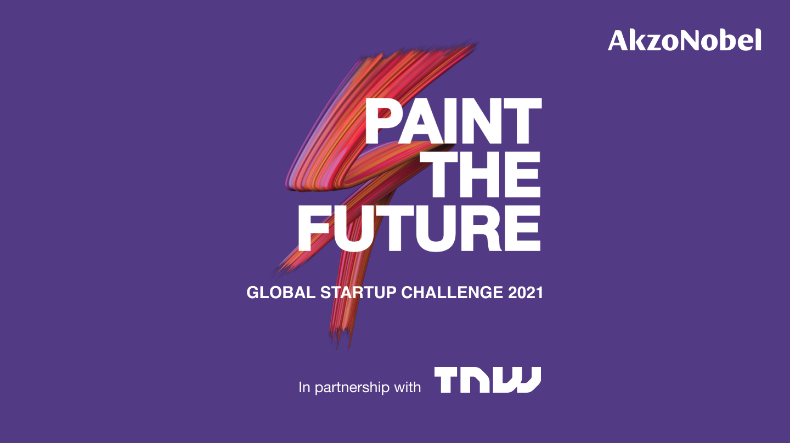 AkzoNobel
PAINT
THE
FUTURE
GLOBAL STARTUP CHALLENGE 2021
In partnership with TNW